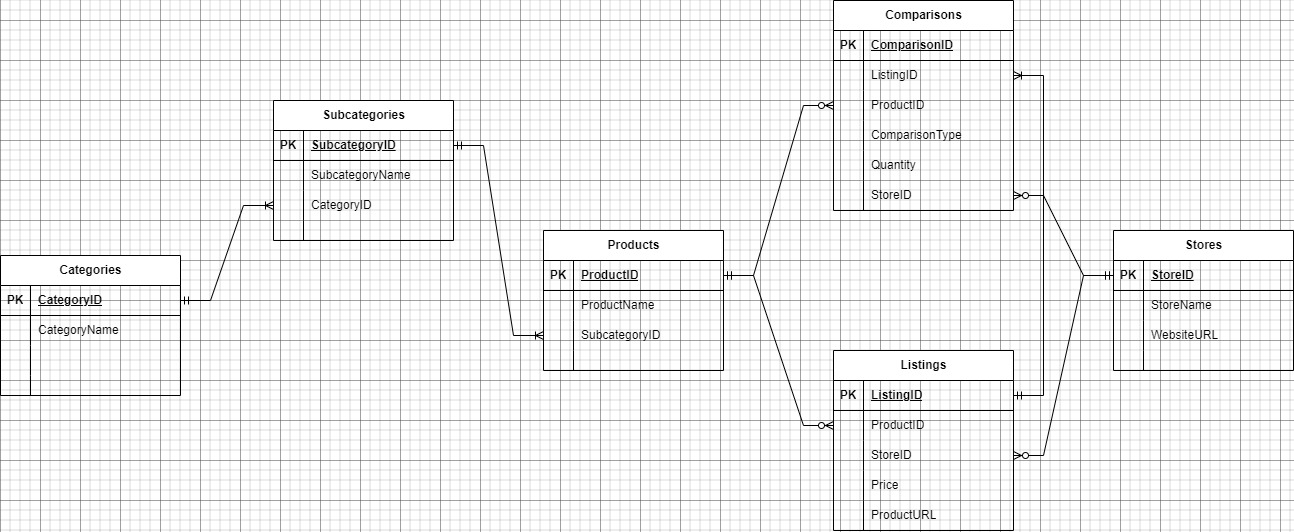 Categories
PK CategoryID
CategoryName
Subcategories
PK SubcategoryID
SubcategoryName
CategoryID
Products
PK ProductID
ProductName
SubcategoryID
Comparisons
PK ComparisonID
ListingID
ProductID
ComparisonType
Quantity
StoreID
Listings
PK ListingID
ProductID
StoreID
Price
ProductURL
Stores
PK StoreID
StoreName
WebsiteURL